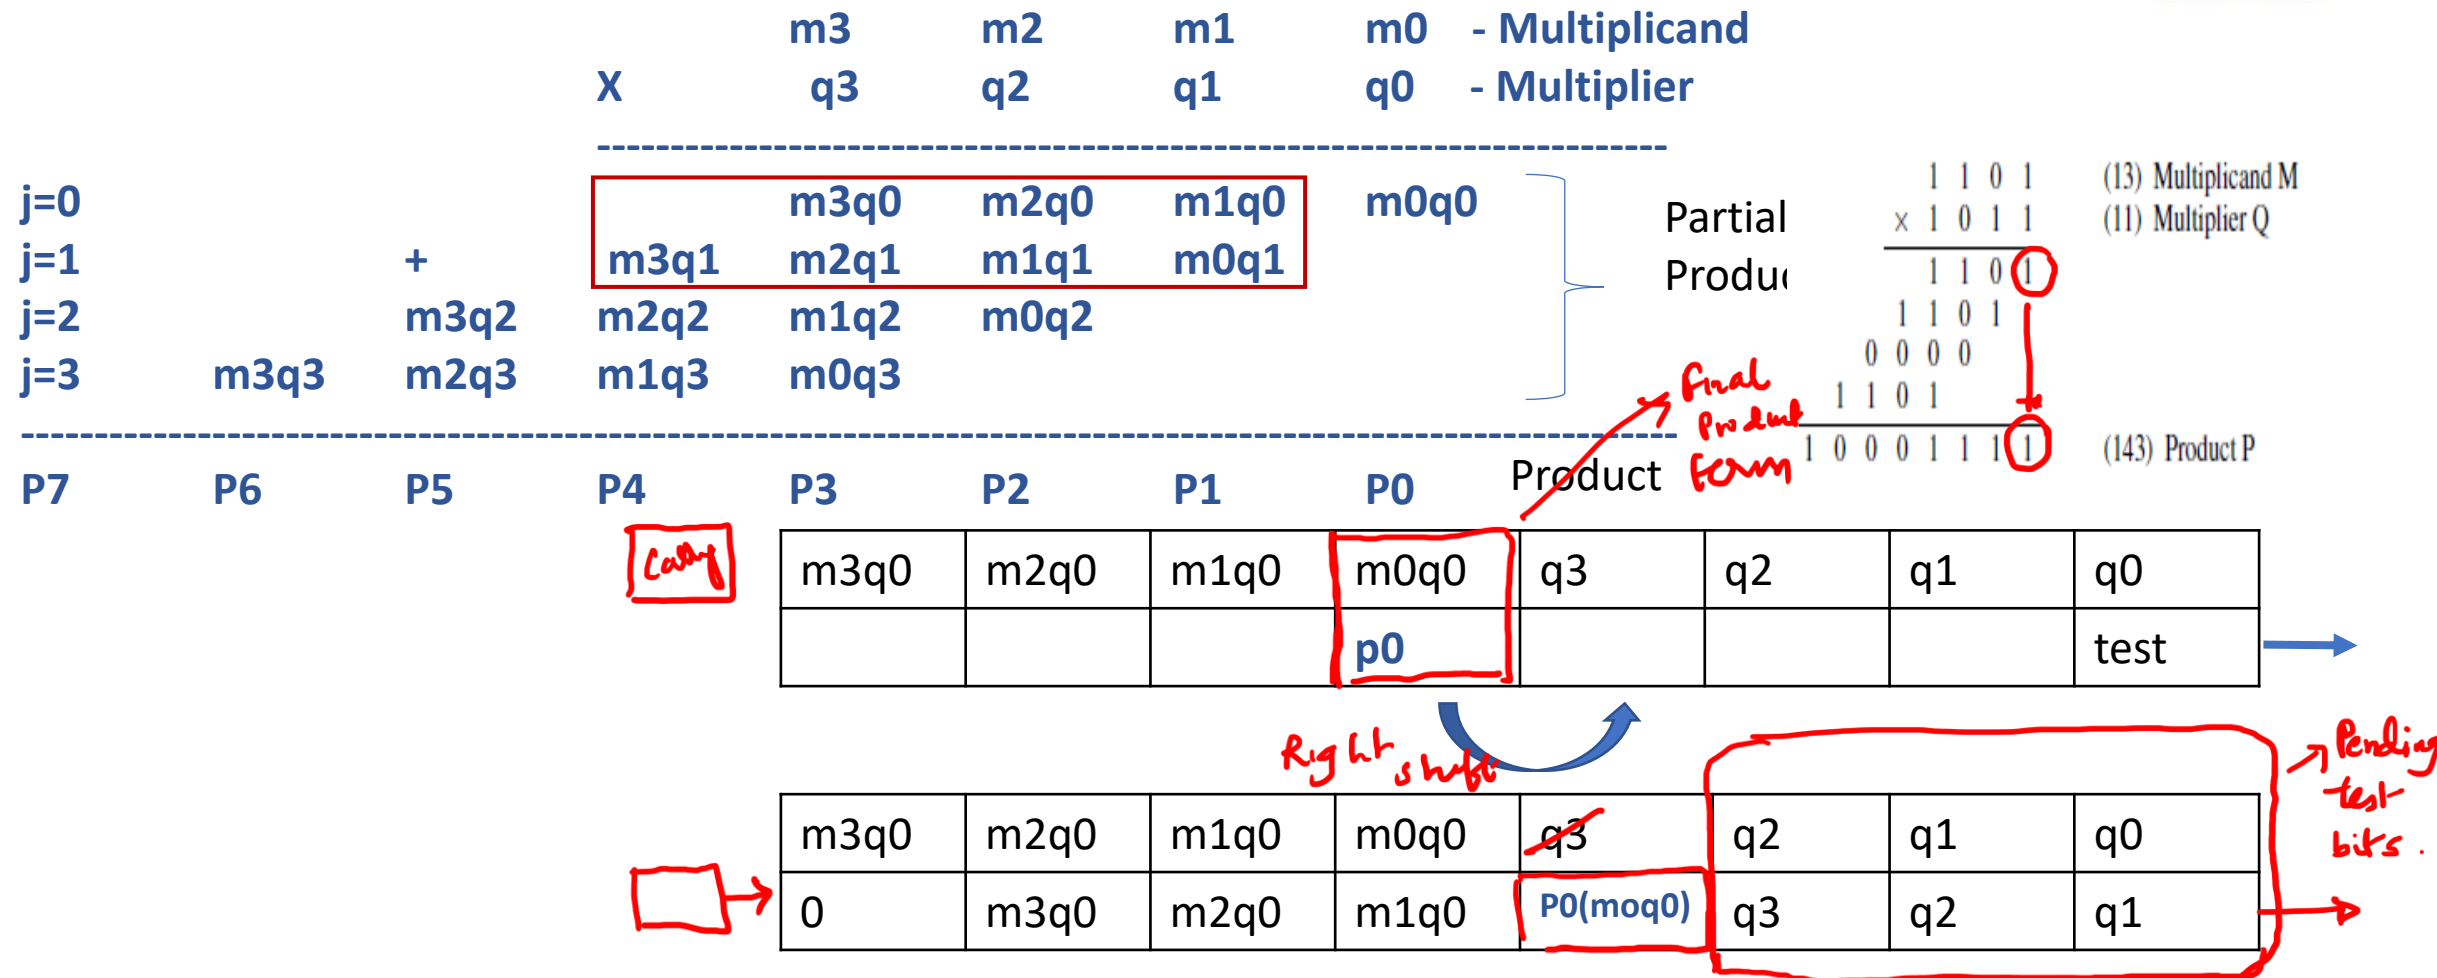 m3 m2 m1 m0 - Multiplicand
X q3 q2 q1 q0 - Multiplier
--------------------------------------------------------------------------
j=0 m3q0 m2q0 m1q0 m0q0
j=1 + m3q1 m2q1 m1q1 m0q1
j=2 m3q2 m2q2 m1q2 m0q2
j=3 m3q3 m2q3 m1q3 m0q3
Partial
Produ
--------------------------------------------------------------------------
P7 P6 P5 P4 P3 P2 P1 P0 Product
1 1 0 1 (13) Multiplicand M
× 1 0 1 1 (11) Multiplier Q
1 1 0 1
1 1 0 1
0 0 0 0
1 1 0 1
1 0 0 0 1 1 1 1 (143) Product P
Final
Product
term
Carry m3q0 m2q0 m1q0 m0q0 q3 q2 q1 q0
p0 test
Right shift
Pending
test
bits.
m3q0 m2q0 m1q0 m0q0 q3 q2 q1 q0
0 m3q0 m2q0 m1q0 P0(moq0) q3 q2 q1